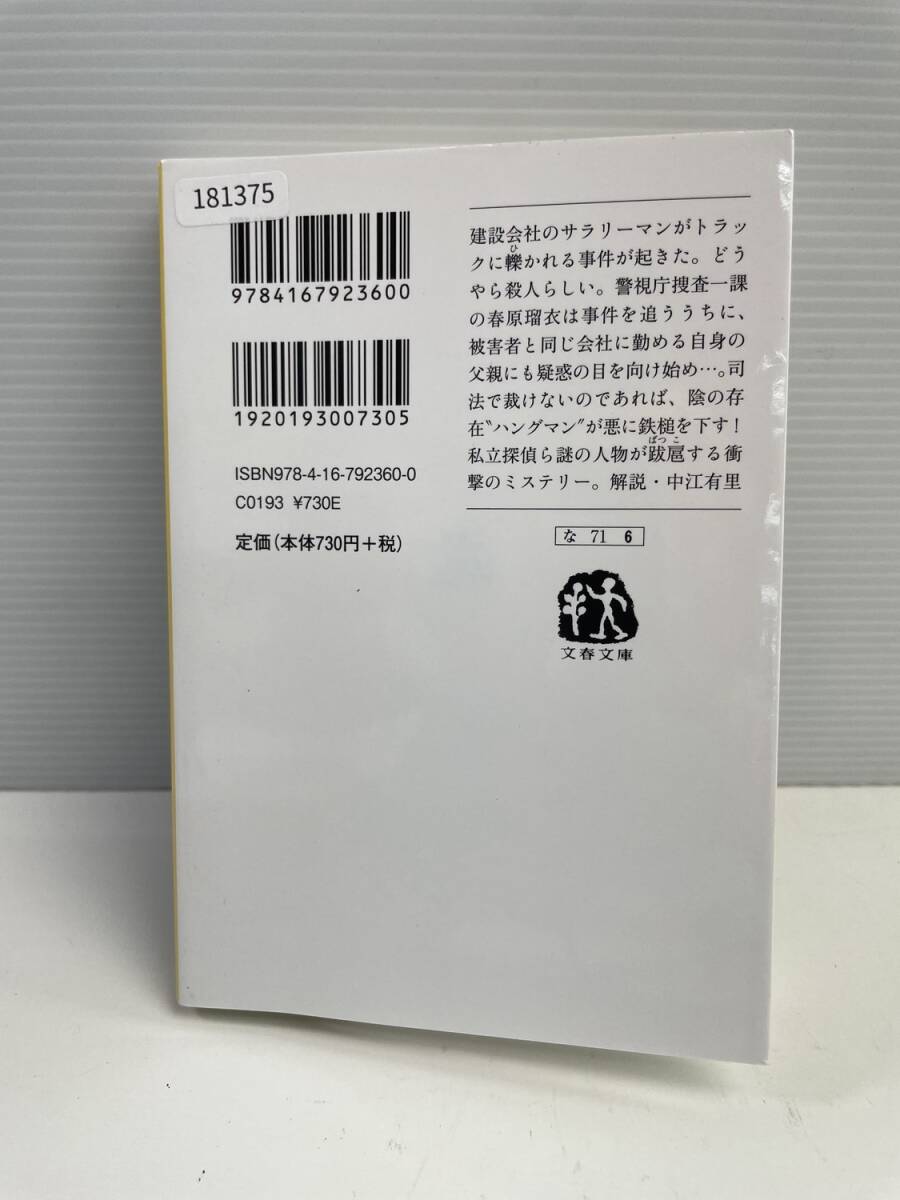 181375
9784167923600
1920193007305
ISBN978-4-16-792360-0
C0193 ¥730E
定価(本体730円+税)
建設会社のサラリーマンがトラッ
クに轢かれる事件が起きた。どう
ひ
やら殺人らしい。警視庁捜査一課
の春原瑠衣は事件を追ううちに、
被害者と同じ会社に勤める自身の
父親にも疑惑の目を向け始め…。司
法で裁けないのであれば、陰の存
在〝ハングマン〟が悪に鉄槌を下す!
私立探偵ら謎の人物が跋扈する衝
ばっこ
撃のミステリー。解説・中江有里
な 71 6
文春文庫